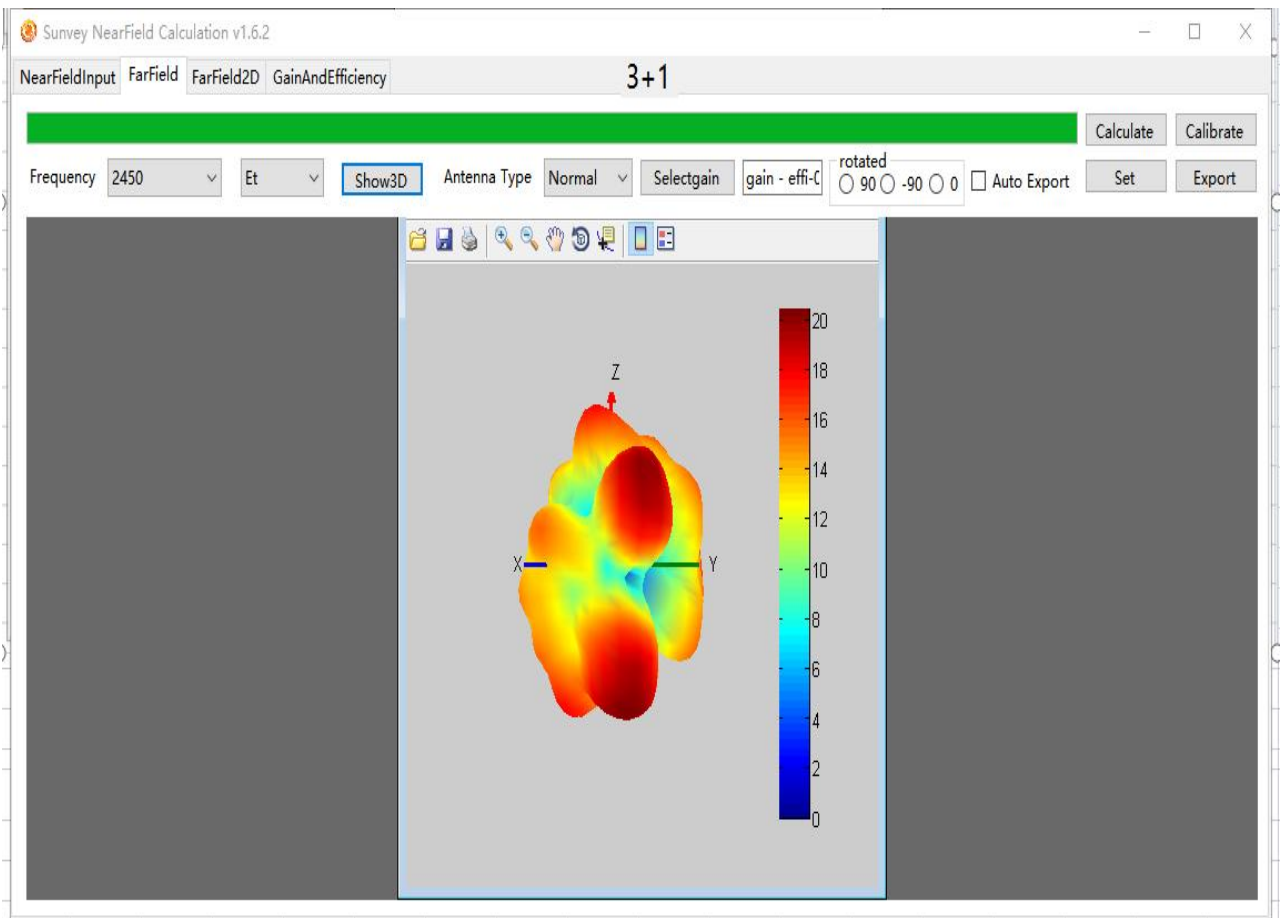 Sunvey NearField Calculation v1.6.2
NearFieldInput FarField FarField2D GainAndEfficiency
3+1
Calculate Calibrate
Frequency 2450 Et Show3D Antenna Type Normal Selectgain gain - effi-C rotated 90 -90 0 Auto Export Set Export
20
18
Z
16
14
12
X Y
10
8
6
4
2
0